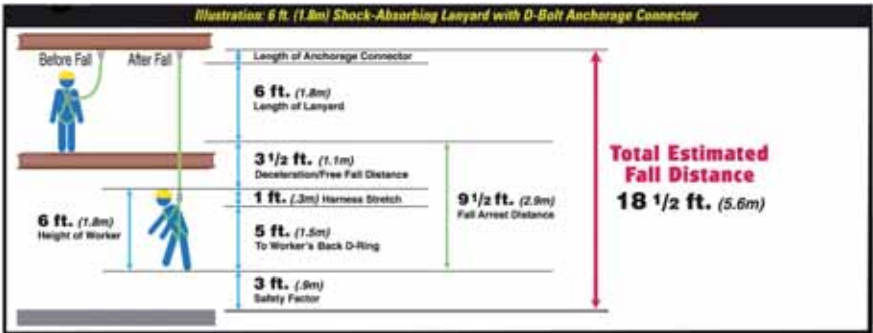 Illustration: 6 ft. (1.8m) Shock-Absorbing Lanyard with D-Bolt Anchorage Connector
Before Fall
After Fall
Length of Anchorage Connector
6 ft. (1.8m)
Length of Lanyard
3 1/2 ft. (1.1m)
Deceleration/Free Fall Distance
1 ft. (.3m) Harness Stretch
9 1/2 ft. (2.9m)
Fall Arrest Distance
6 ft. (1.8m)
Height of Worker
5 ft. (1.5m)
To Worker's Back D-Ring
3 ft. (.9m)
Safety Factor
Total Estimated
Fall Distance
18 1/2 ft. (5.6m)